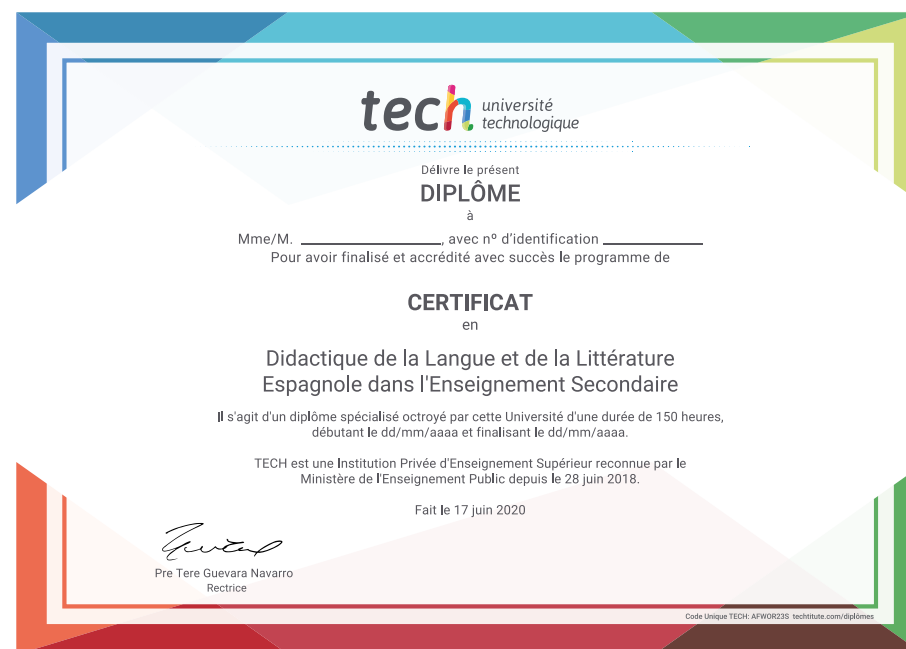 tech université
technologique
Délivre le présent
DIPLÔME
à
Mme/M. ____________________, avec nº d'identification ______________
Pour avoir finalisé et accrédité avec succès le programme de
CERTIFICAT
en
Didactique de la Langue et de la Littérature
Espagnole dans l'Enseignement Secondaire
Il s'agit d'un diplôme spécialisé octroyé par cette Université d'une durée de 150 heures,
débutant le dd/mm/aaaa et finalisant le dd/mm/aaaa.
TECH est une Institution Privée d'Enseignement Supérieur reconnue par le
Ministère de l'Enseignement Public depuis le 28 juin 2018.
Fait le 17 juin 2020
Pre Tere Guevara Navarro
Rectrice
Code Unique TECH: AFWOR23S techtitute.com/diplômes